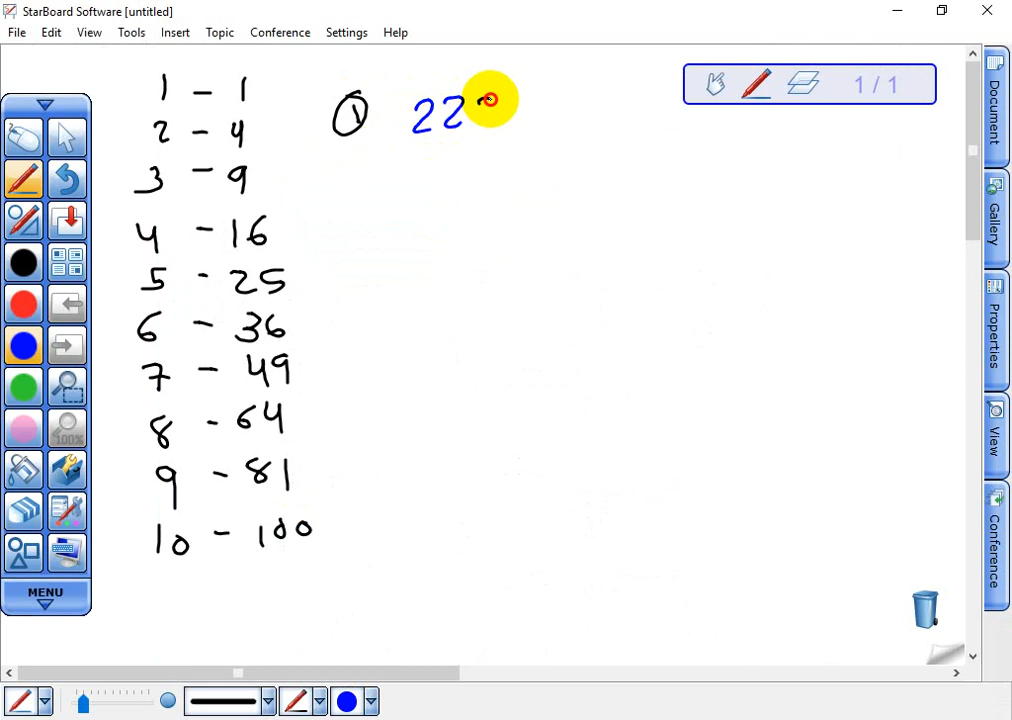 StarBoard Software [untitled]
File Edit View Tools Insert Topic Conference Settings Help
1 - 1
2 - 4
3 - 9
4 - 16
5 - 25
6 - 36
7 - 49
8 - 64
9 - 81
10 - 100
① 22
1 / 1
100%
MENU
Document
Gallery
Properties
View
Conference